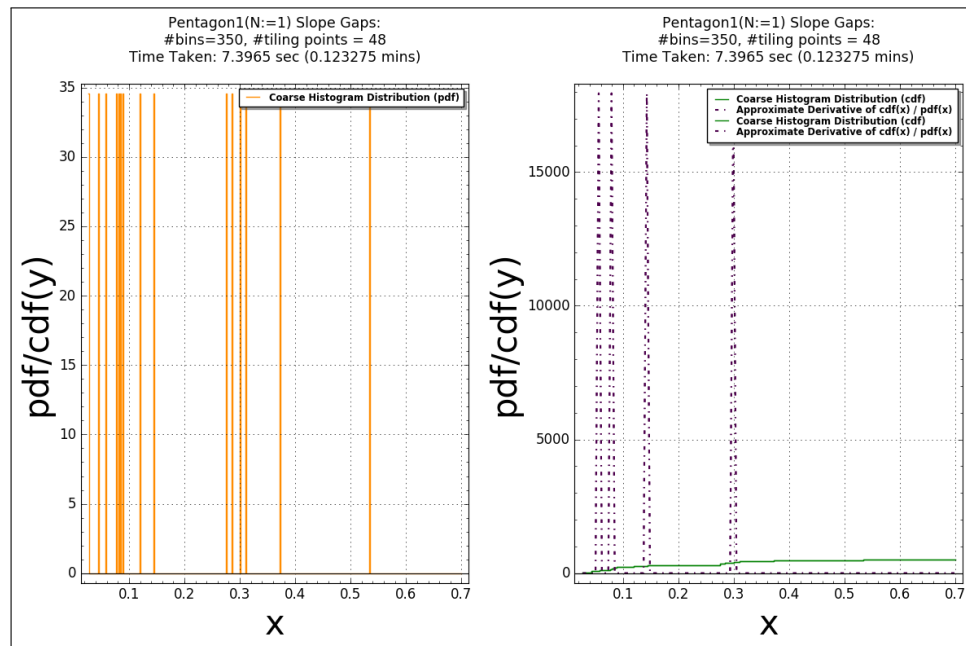 Pentagon1(N:=1) Slope Gaps:
#bins=350, #tiling points = 48
Time Taken: 7.3965 sec (0.123275 mins)
Coarse Histogram Distribution (pdf)
35
30
25
20
15
10
5
0
pdf/cdf(y)
0.1 0.2 0.3 0.4 0.5 0.6 0.7
x
Pentagon1(N:=1) Slope Gaps:
#bins=350, #tiling points = 48
Time Taken: 7.3965 sec (0.123275 mins)
Coarse Histogram Distribution (cdf)
Approximate Derivative of cdf(x) / pdf(x)
Coarse Histogram Distribution (cdf)
Approximate Derivative of cdf(x) / pdf(x)
15000
10000
5000
0
pdf/cdf(y)
0.1 0.2 0.3 0.4 0.5 0.6 0.7
x